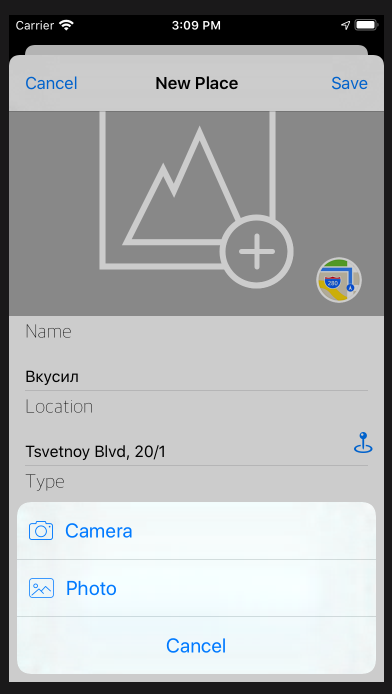 Carrier 3:09 PM
Cancel New Place Save
280
Name
Вкусил
Location
Tsvetnoy Blvd, 20/1
Type
Camera
Photo
Cancel